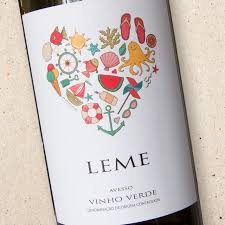 LEME
AVESSO
VINHO VERDE
DENOMINAÇÃO DE ORIGEM CONTROLADA